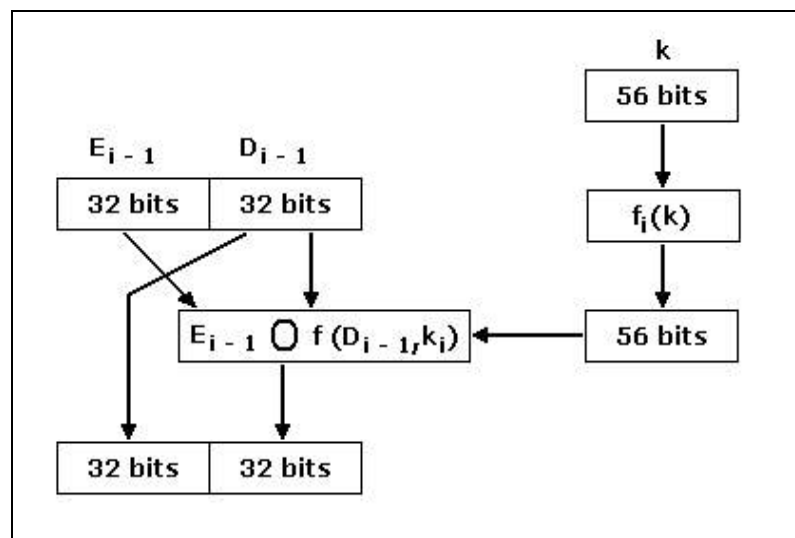 k
56 bits
E i - 1 D i - 1
32 bits 32 bits
f i (k)
E i - 1 O f (D i - 1, k i)
56 bits
32 bits 32 bits